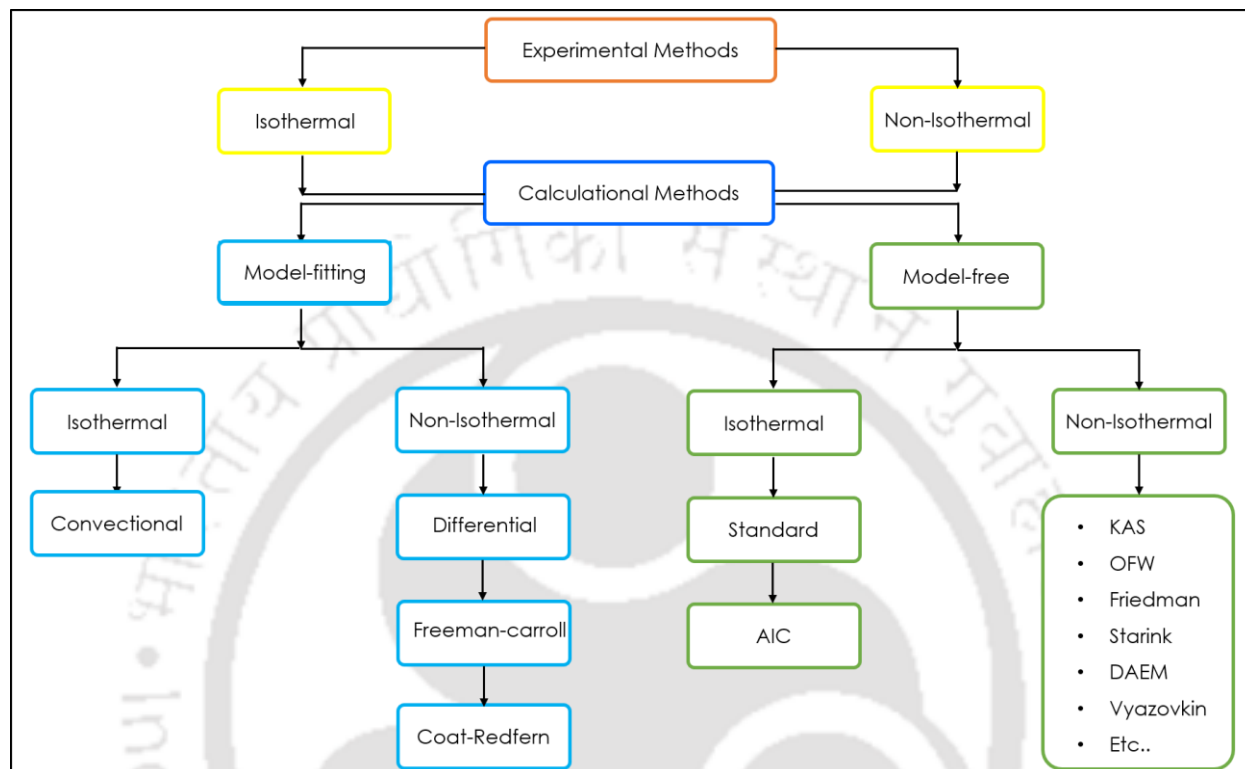 Experimental Methods
Isothermal
Non-Isothermal
Calculational Methods
Model-fitting
Model-free
Isothermal
Non-Isothermal
Isothermal
Non-Isothermal
Convectional
Differential
Standard
• KAS
• OFW
• Friedman
• Starink
• DAEM
• Vyazovkin
• Etc..
Freeman-carroll
AIC
Coat-Redfern